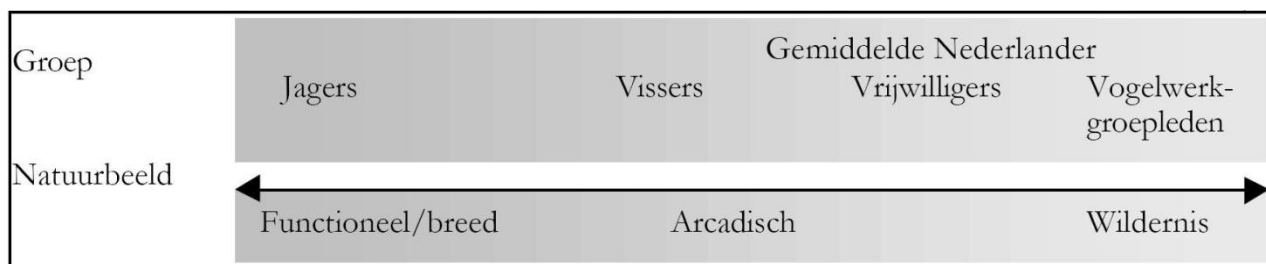 Groep
Gemiddelde Nederlander
Jagers Vissers Vrijwilligers Vogelwerk-
groepleden
Natuurbeeld
Functioneel/breed Arcadisch Wildernis